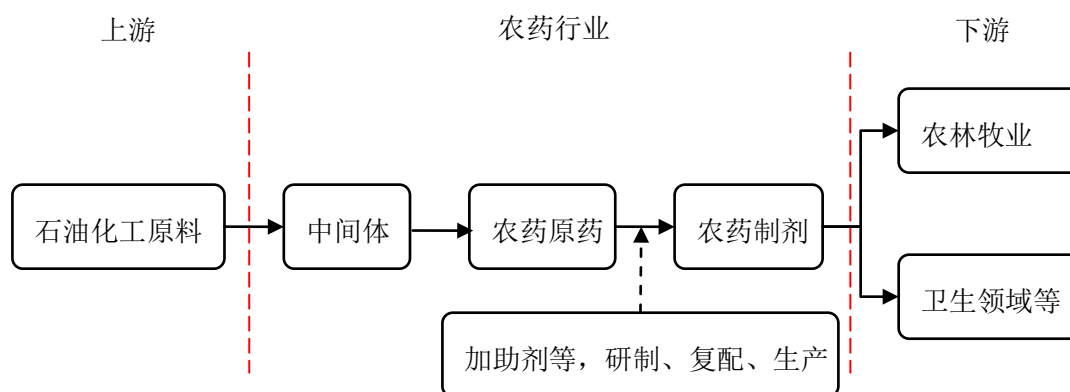 上游
农药行业
下游
农林牧业
石油化工原料
中间体
农药原药
农药制剂
卫生领域等
加助剂等，研制、复配、生产